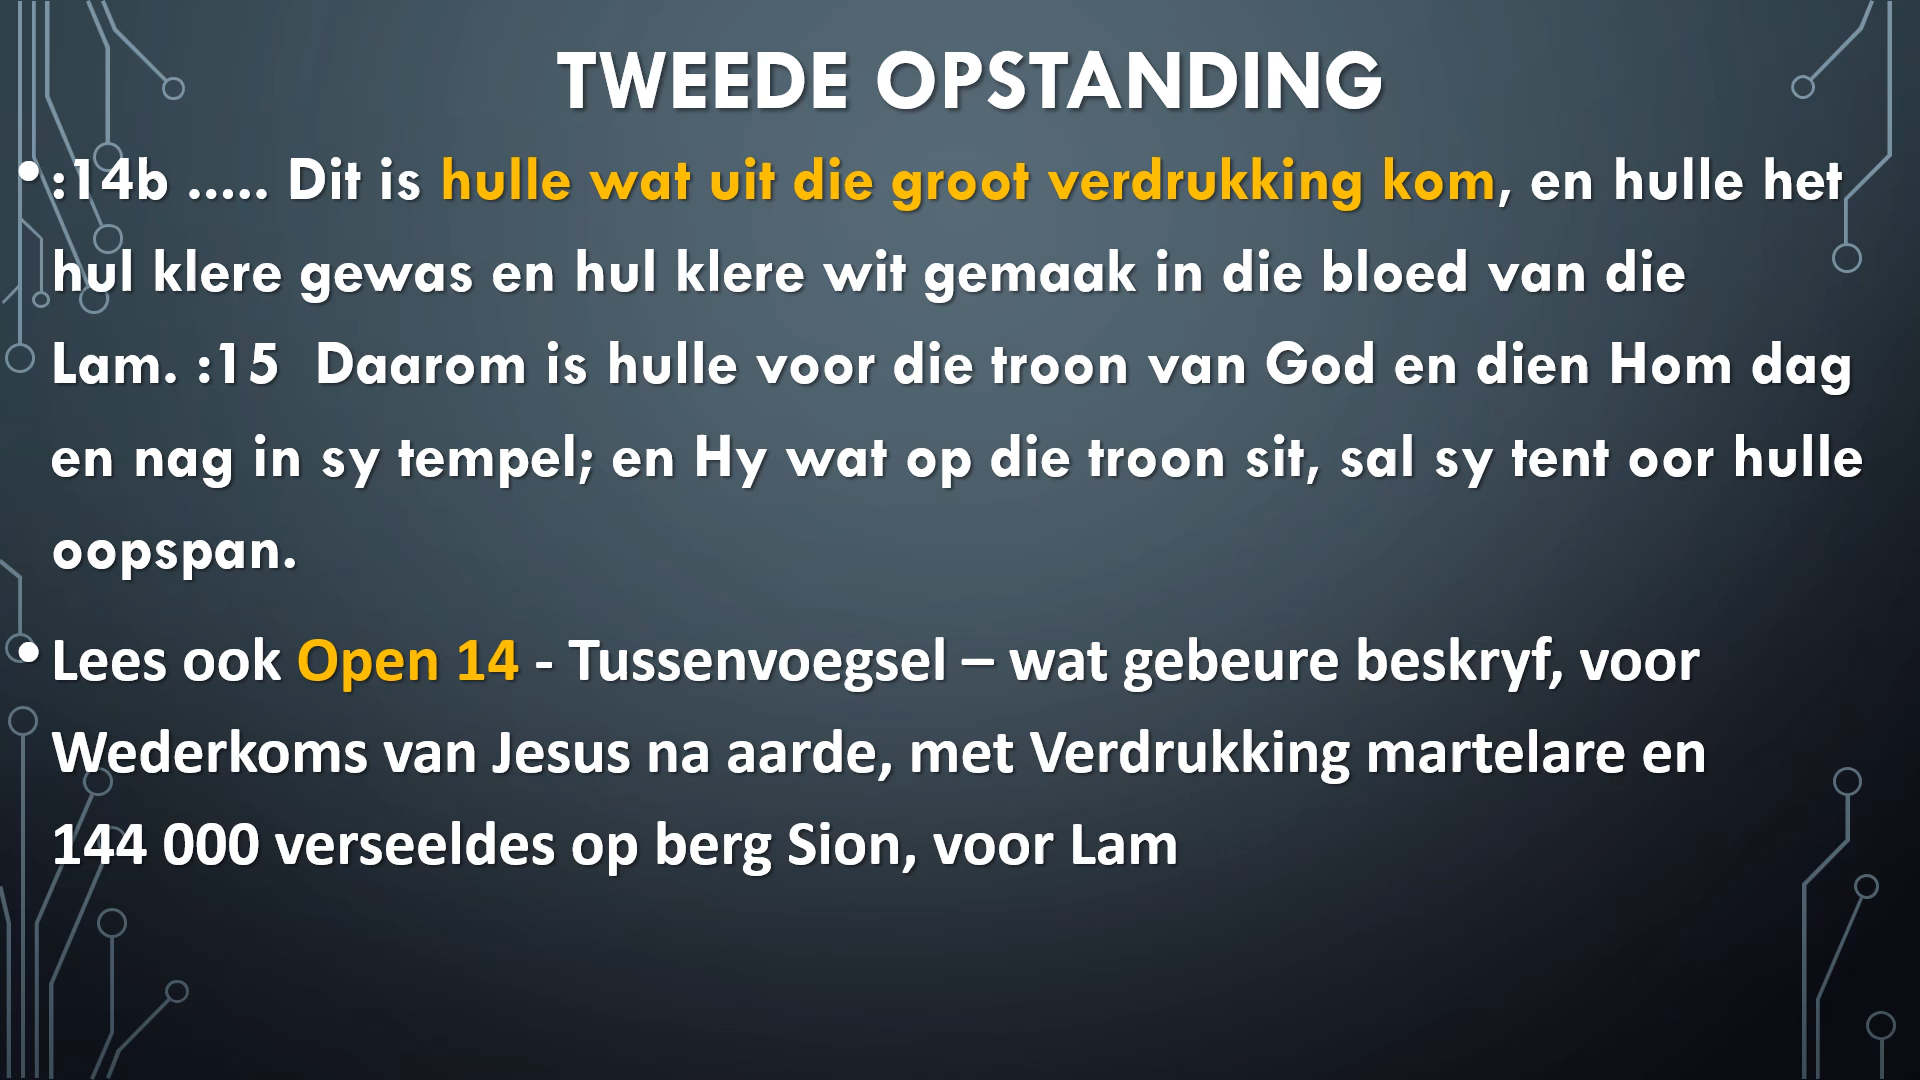 TWEEDE OPSTANDING
• :14b ..... Dit is hulle wat uit die groot verdrukking kom, en hulle het
hul klere gewas en hul klere wit gemaak in die bloed van die
Lam. :15 Daarom is hulle voor die troon van God en dien Hom dag
en nag in sy tempel; en Hy wat op die troon sit, sal sy tent oor hulle
oopspan.
• Lees ook Open 14 - Tussenvoegsel – wat gebeure beskryf, voor
Wederkoms van Jesus na aarde, met Verdrukking martelare en
144 000 verseeldes op berg Sion, voor Lam